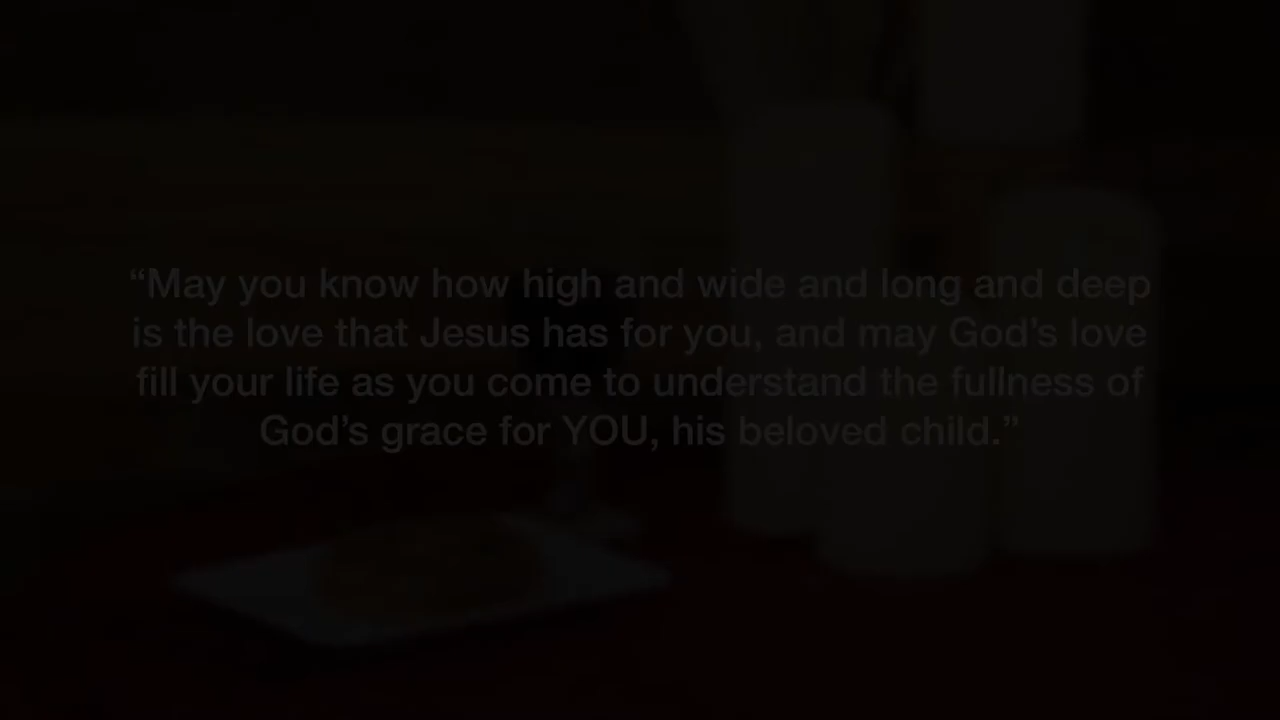 “May you know how high and wide and long and deep
is the love that Jesus has for you, and may God’s love
fill your life as you come to understand the fullness of
God’s grace for YOU, his beloved child.”